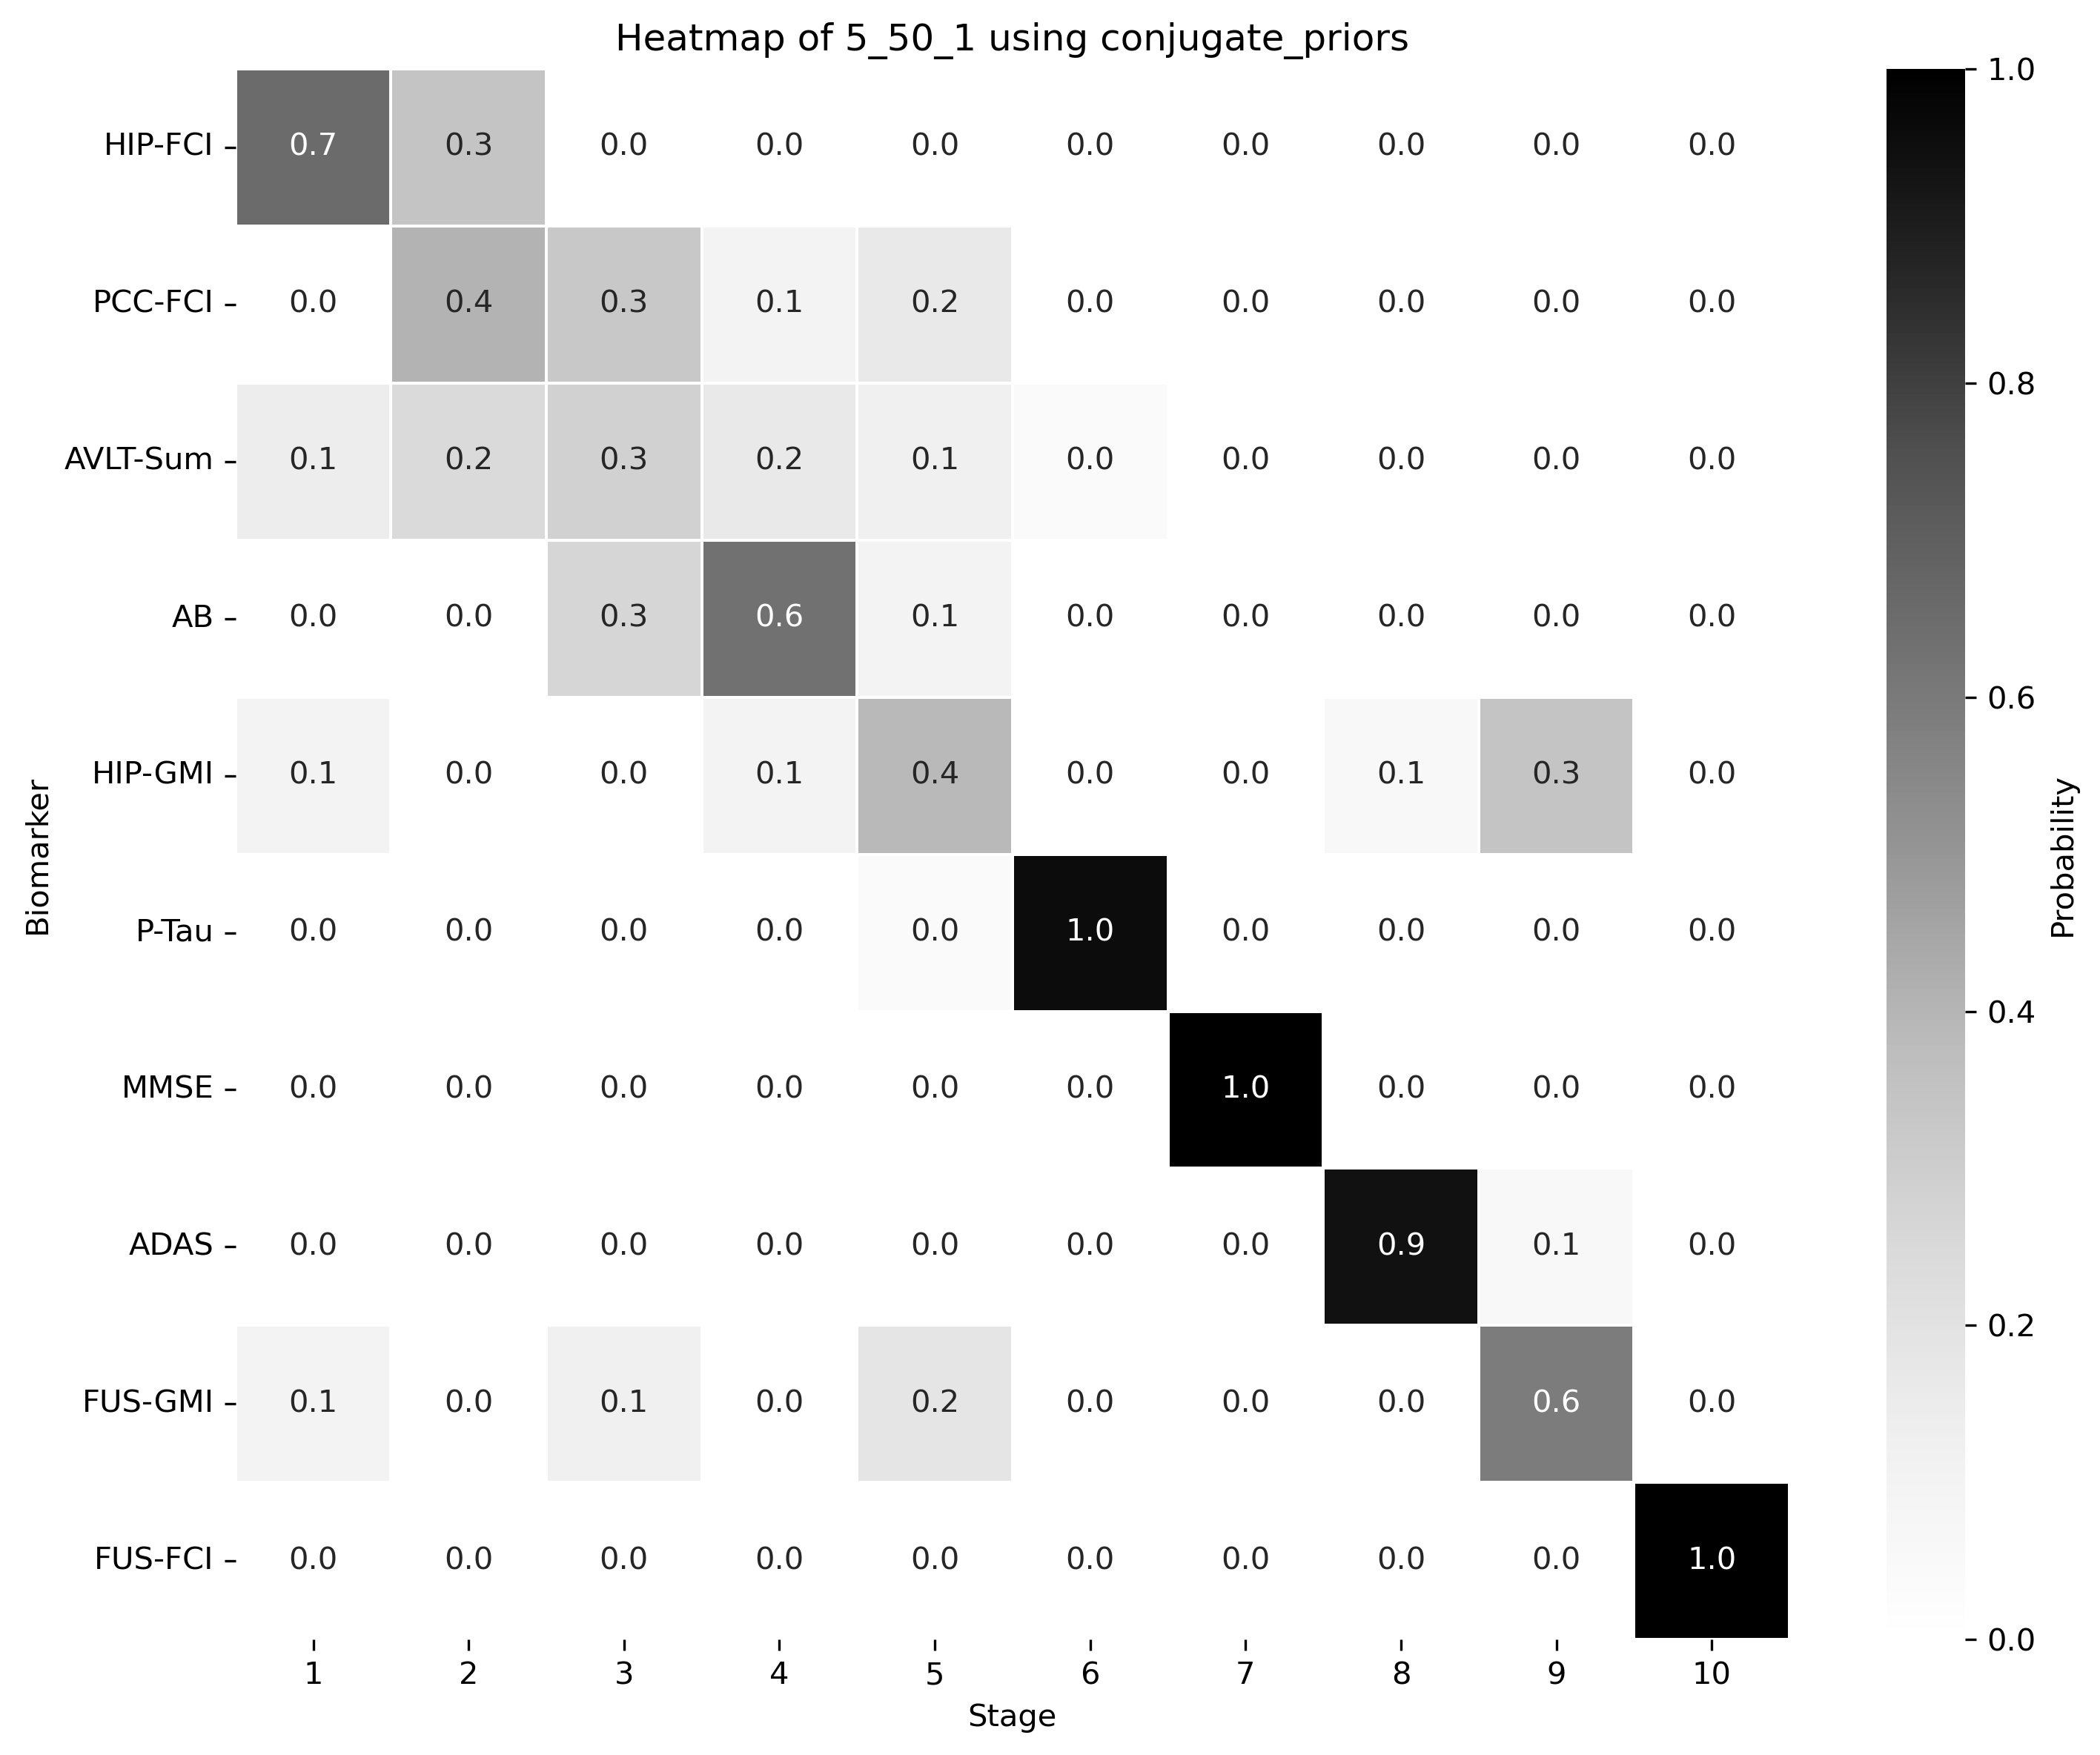 Heatmap of 5_50_1 using conjugate_priors
HIP-FCI 0.7 0.3 0.0 0.0 0.0 0.0 0.0 0.0 0.0 0.0
PCC-FCI 0.0 0.4 0.3 0.1 0.2 0.0 0.0 0.0 0.0 0.0
AVLT-Sum 0.1 0.2 0.3 0.2 0.1 0.0 0.0 0.0 0.0 0.0
AB 0.0 0.0 0.3 0.6 0.1 0.0 0.0 0.0 0.0 0.0
HIP-GMI 0.1 0.0 0.0 0.1 0.4 0.0 0.0 0.1 0.3 0.0
P-Tau 0.0 0.0 0.0 0.0 0.0 1.0 0.0 0.0 0.0 0.0
MMSE 0.0 0.0 0.0 0.0 0.0 0.0 1.0 0.0 0.0 0.0
ADAS 0.0 0.0 0.0 0.0 0.0 0.0 0.0 0.9 0.1 0.0
FUS-GMI 0.1 0.0 0.1 0.0 0.2 0.0 0.0 0.0 0.6 0.0
FUS-FCI 0.0 0.0 0.0 0.0 0.0 0.0 0.0 0.0 0.0 1.0
1 2 3 4 5 6 7 8 9 10
Stage
Biomarker
1.0
0.8
0.6
0.4
0.2
0.0
Probability